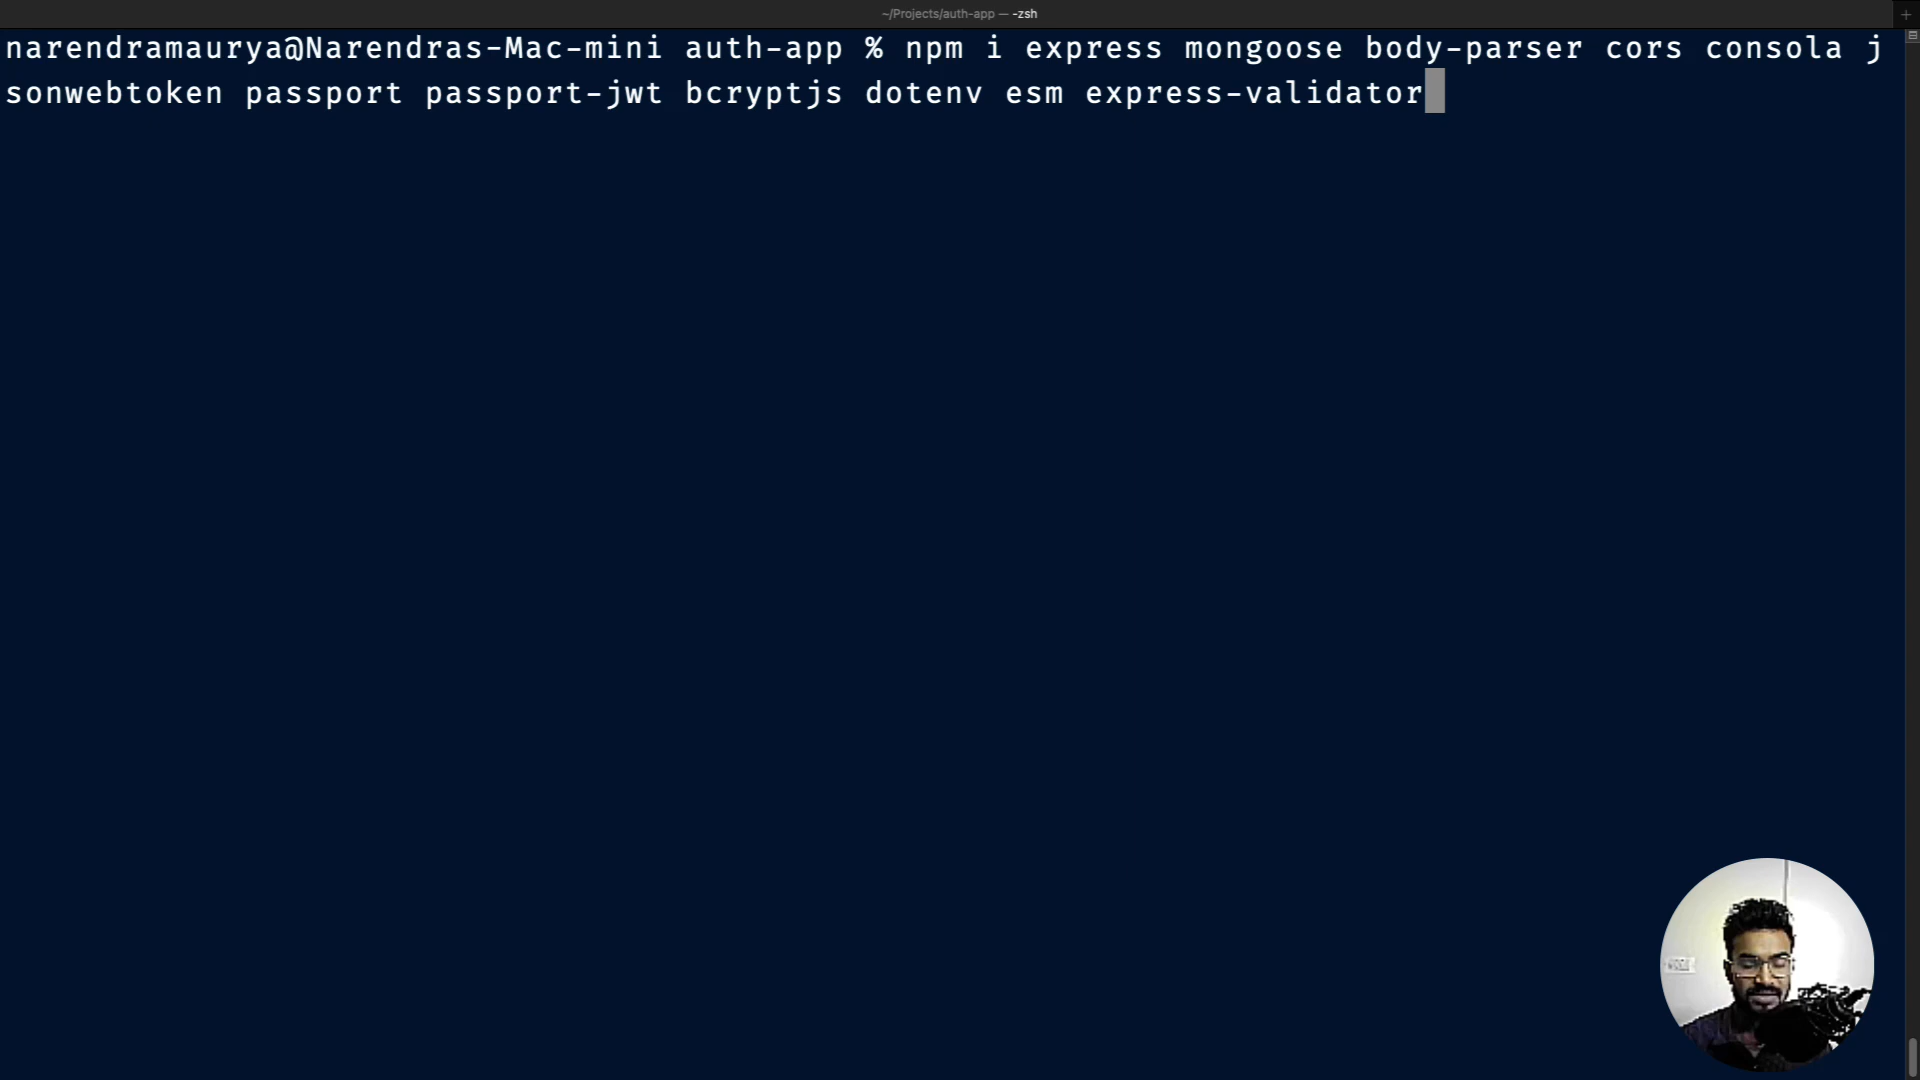 ~/Projects/auth-app — -zsh
narendramaurya@Narendras-Mac-mini auth-app % npm i express mongoose body-parser cors consola j
sonwebtoken passport passport-jwt bcryptjs dotenv esm express-validator